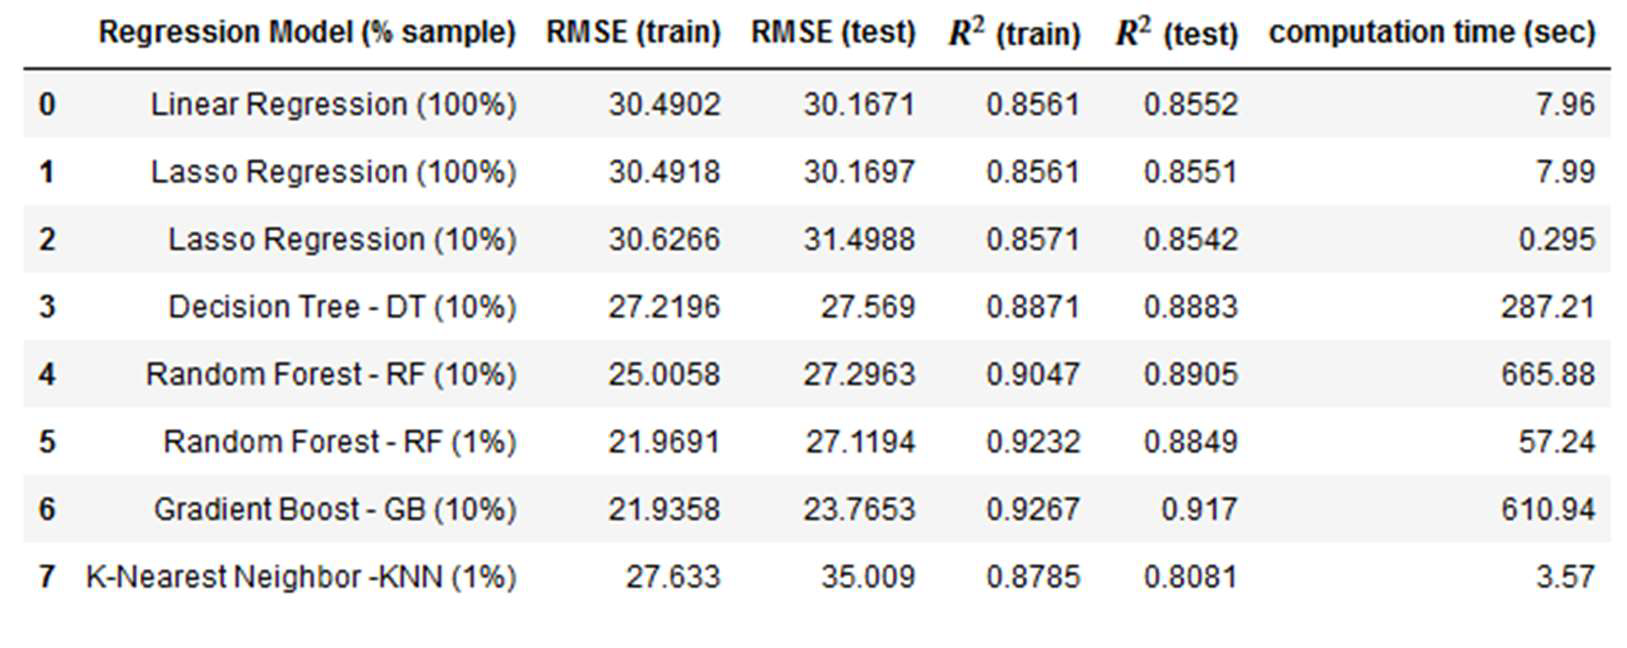 Regression Model (% sample) RMSE (train) RMSE (test) R² (train) R² (test) computation time (sec)
0 Linear Regression (100%) 30.4902 30.1671 0.8561 0.8552 7.96
1 Lasso Regression (100%) 30.4918 30.1697 0.8561 0.8551 7.99
2 Lasso Regression (10%) 30.6266 31.4988 0.8571 0.8542 0.295
3 Decision Tree - DT (10%) 27.2196 27.569 0.8871 0.8883 287.21
4 Random Forest - RF (10%) 25.0058 27.2963 0.9047 0.8905 665.88
5 Random Forest - RF (1%) 21.9691 27.1194 0.9232 0.8849 57.24
6 Gradient Boost - GB (10%) 21.9358 23.7653 0.9267 0.917 610.94
7 K-Nearest Neighbor -KNN (1%) 27.633 35.009 0.8785 0.8081 3.57